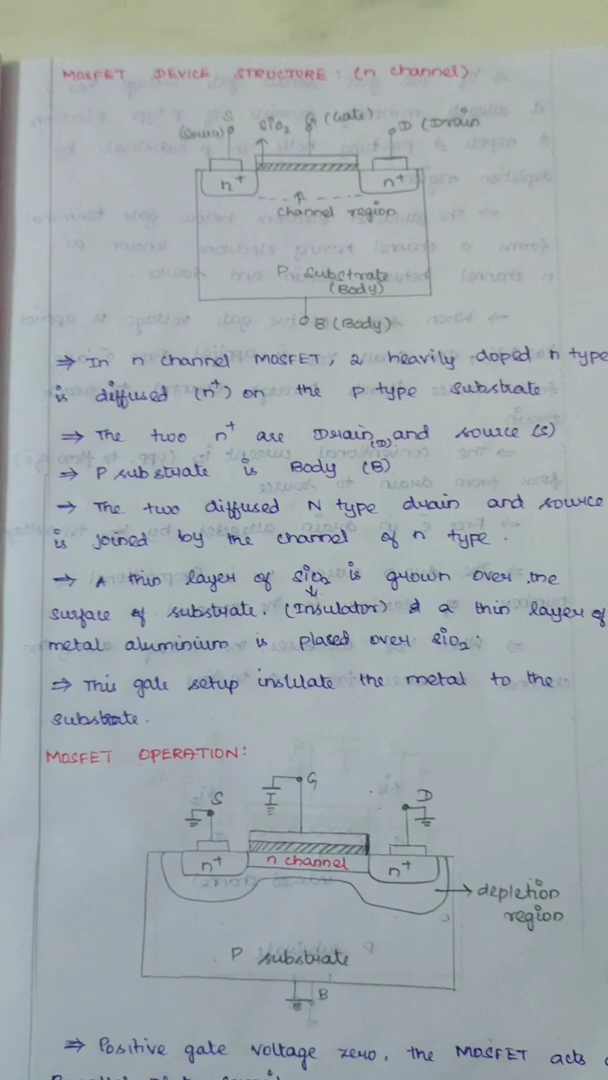 MOSFET DEVICE STRUCTURE: (n channel):
S SiO2 G (Gate) D (Drain
(Source)
n+ n+
channel region
P substrate
(Body)
B (Body)
⇒ In n channel MOSFET, 2 heavily doped n type
is diffused (n+) on the p type substrate
⇒ The two n+ are Drain(D) and source (S)
⇒ P substrate is Body (B)
→ The two diffused N type drain and source
is joined by the channel of n type.
→ A thin layer of SiO2 is grown over the
surface of substrate. (Insulator) & a thin layer of
metal aluminium is plased over SiO2.
⇒ This gate setup instulate the metal to the
substrate.
MOSFET OPERATION:
G
S D
n+ n channel n+
→ depletion
region
P substrate
B
⇒ Positive gate voltage zero, the MOSFET acts